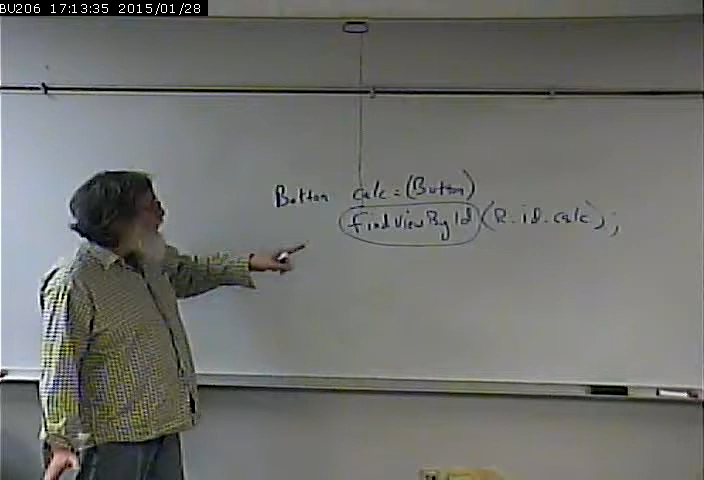 BU206 17:13:35 2015/01/28
Button calc = (Button)
findViewById (R.id.calc);